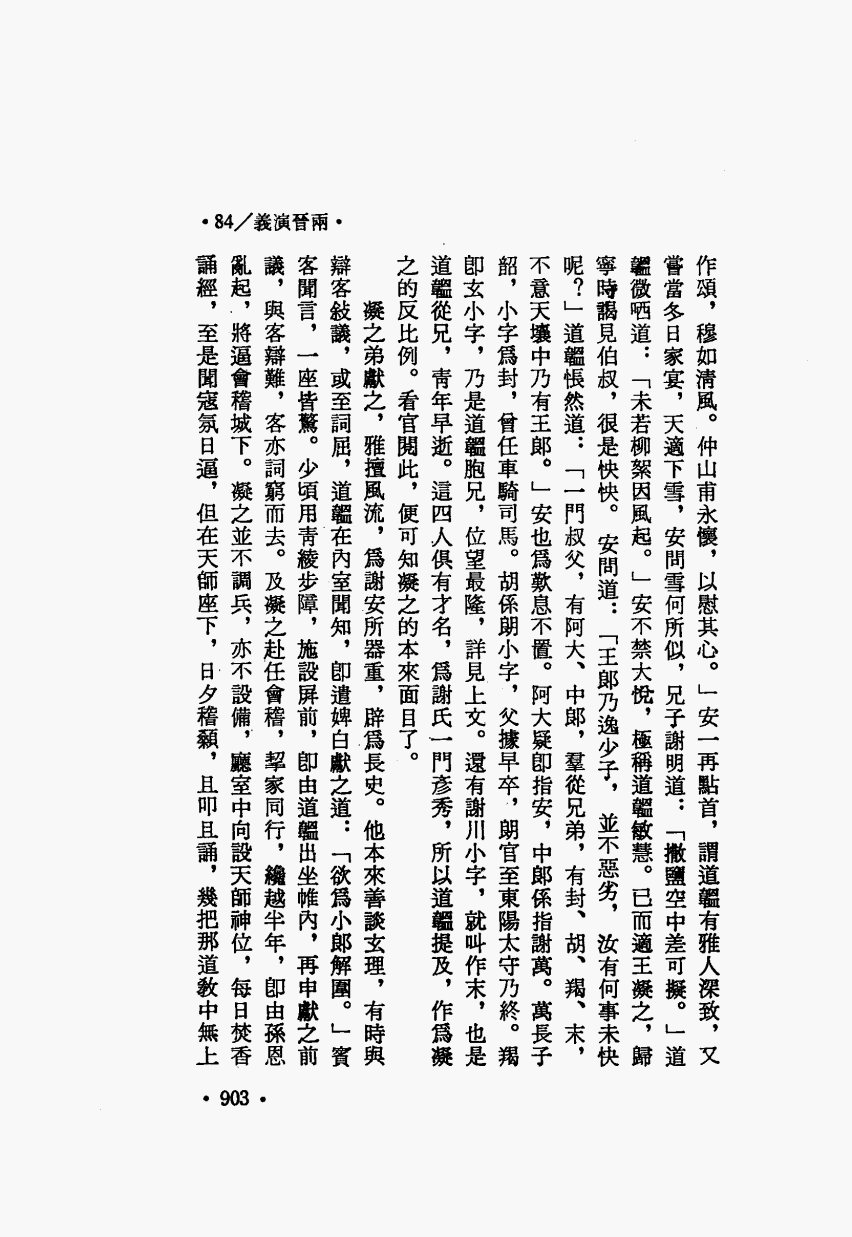 •84／義演晉兩•
作頌，穆如清風。仲山甫永懷，以慰其心。」安一再點首，謂道韞有雅人深致，又
嘗當冬日家宴，天適下雪，安問雪何所似，兄子謝明道：「撒鹽空中差可擬。」道
韞微哂道：「未若柳絮因風起。」安不禁大悅，極稱道韞敏慧。已而適王凝之，歸
寧時謁見伯叔，很是怏怏。安問道：「王郎乃逸少子，並不惡劣，汝有何事未快
呢？」道韞悵然道：「一門叔父，有阿大、中郎，羣從兄弟，有封、胡、羯、末，
不意天壤中乃有王郎。」安也爲歎息不置。阿大疑卽指安，中郎係指謝萬。萬長子
韶，小字爲封，曾任車騎司馬。胡係朗小字，父據早卒，朗官至東陽太守乃終。羯
卽玄小字，乃是道韞胞兄，位望最隆，詳見上文。還有謝川小字，就叫作末，也是
道韞從兄，靑年早逝。這四人俱有才名，爲謝氏一門彥秀，所以道韞提及，作爲凝
之的反比例。看官閱此，便可知凝之的本來面目了。
凝之弟獻之，雅擅風流，爲謝安所器重，辟爲長史。他本來善談玄理，有時與
辯客敍議，或至詞屈，道韞在內室聞知，卽遣婢白獻之道：「欲爲小郎解圍。」賓
客聞言，一座皆驚。少頃用靑綾步障，施設屏前，卽由道韞出坐帷內，再申獻之前
議，與客辯難，客亦詞窮而去。及凝之赴任會稽，挈家同行，纔越半年，卽由孫恩
亂起，將逼會稽城下。凝之並不調兵，亦不設備，廳室中向設天師神位，每日焚香
誦經，至是聞寇氛日逼，但在天師座下，日夕稽顙，且叩且誦，幾把那道敎中無上
•903•